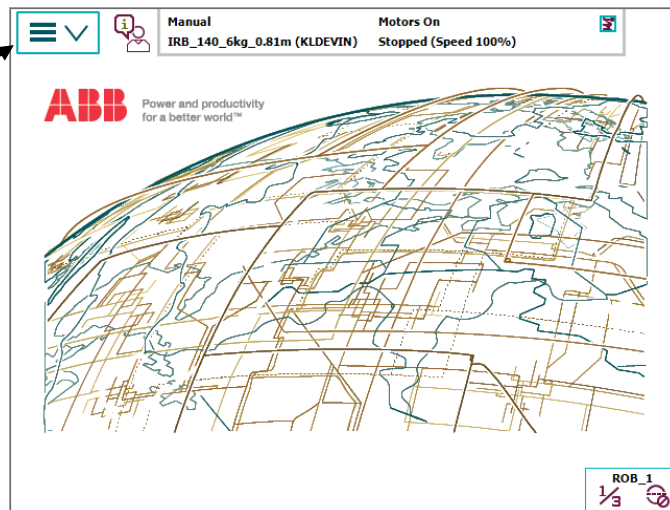 Manual
Motors On
IRB_140_6kg_0.81m (KLDEVIN)
Stopped (Speed 100%)
ABB
Power and productivity
for a better world™
ROB_1
1/3